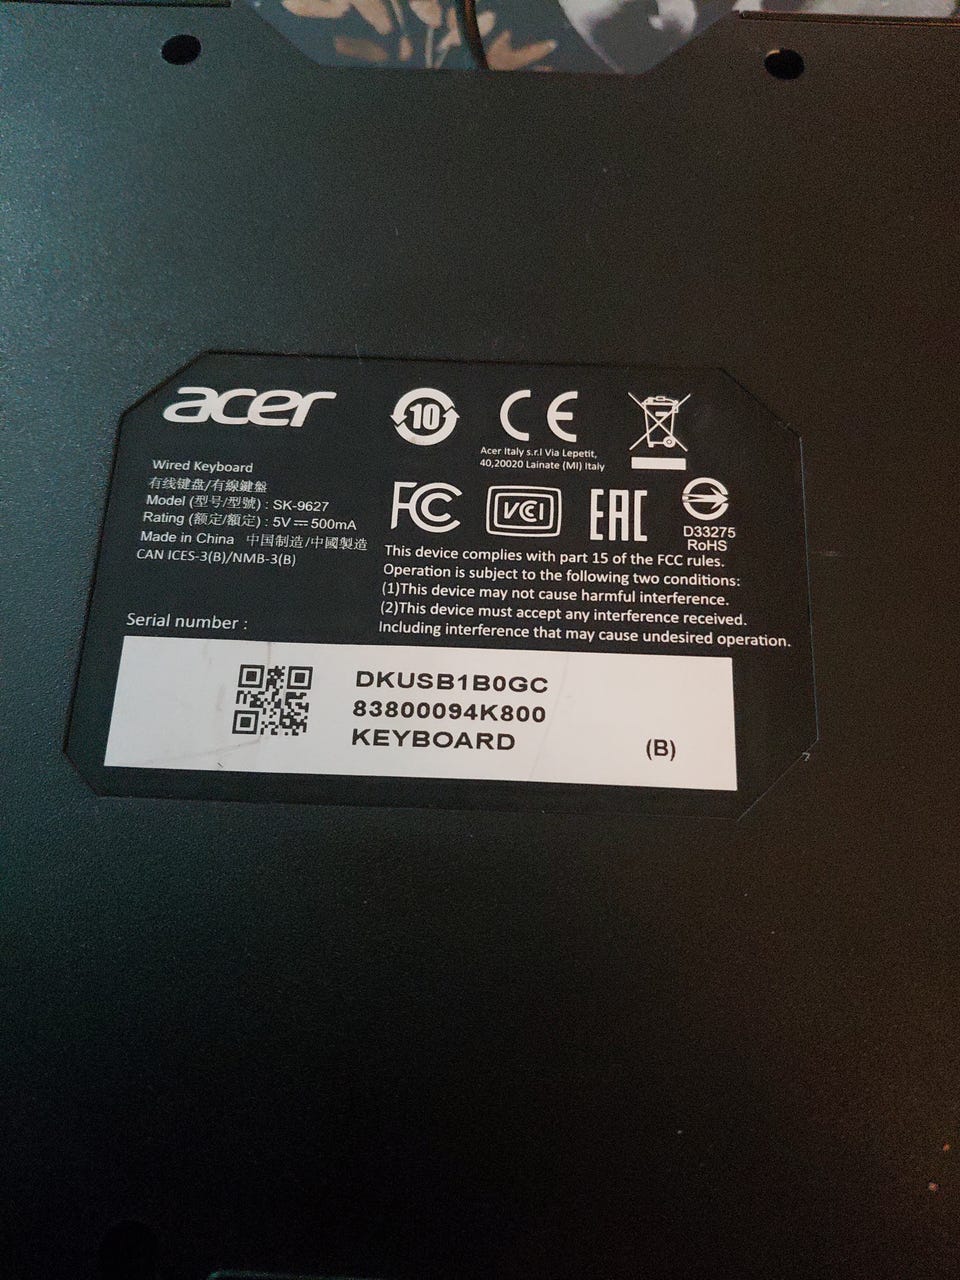 acer
10
CE
Acer Italy s.r.l Via Lepetit,
40,20020 Lainate (MI) Italy
Wired Keyboard
有线键盘/有線鍵盤
Model (型号/型號) : SK-9627
Rating (额定/額定) : 5V⎓500mA
Made in China 中国制造/中國製造
CAN ICES-3(B)/NMB-3(B)
FC
VCI
EAC
D33275
RoHS
This device complies with part 15 of the FCC rules.
Operation is subject to the following two conditions:
(1)This device may not cause harmful interference.
(2)This device must accept any interference received.
Including interference that may cause undesired operation.
Serial number :
DKUSB1B0GC
83800094K800
KEYBOARD
(B)